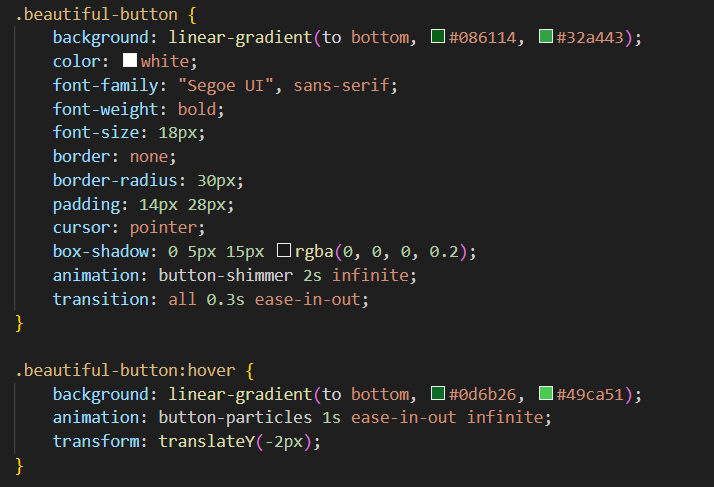 .beautiful-button {
    background: linear-gradient(to bottom, #086114, #32a443);
    color: white;
    font-family: "Segoe UI", sans-serif;
    font-weight: bold;
    font-size: 18px;
    border: none;
    border-radius: 30px;
    padding: 14px 28px;
    cursor: pointer;
    box-shadow: 0 5px 15px rgba(0, 0, 0, 0.2);
    animation: button-shimmer 2s infinite;
    transition: all 0.3s ease-in-out;
}

.beautiful-button:hover {
    background: linear-gradient(to bottom, #0d6b26, #49ca51);
    animation: button-particles 1s ease-in-out infinite;
    transform: translateY(-2px);
}